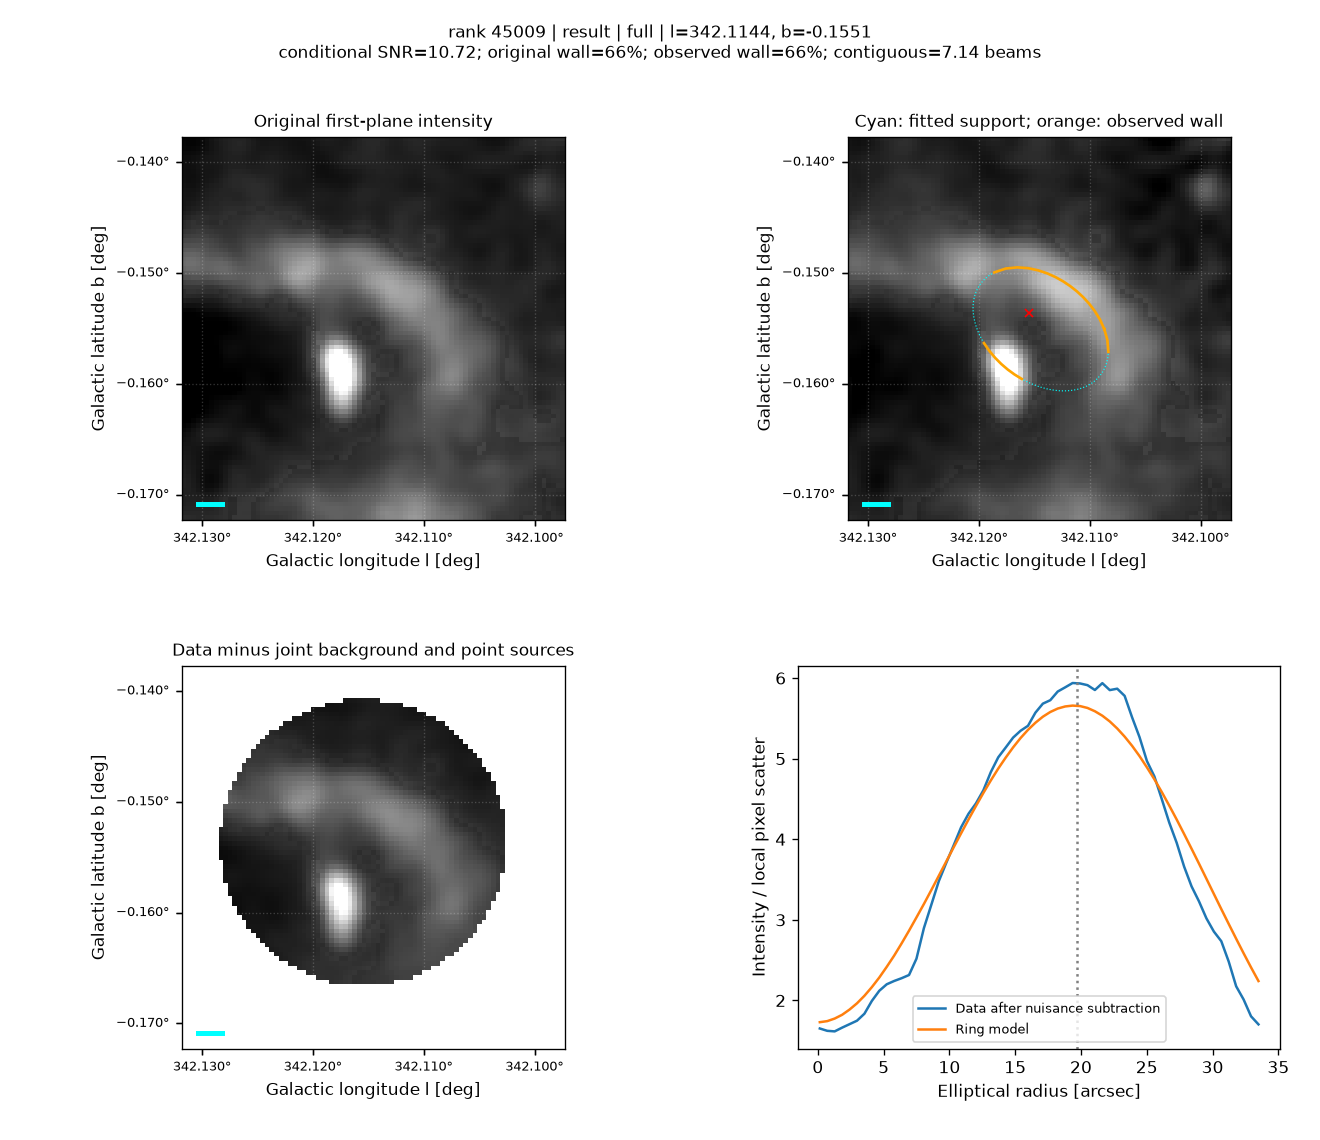 rank 45009 | result | full | l=342.1144, b=-0.1551
conditional SNR=10.72; original wall=66%; observed wall=66%; contiguous=7.14 beams
Original first-plane intensity
−0.140°
−0.150°
−0.160°
−0.170°
Galactic latitude b [deg]
342.130°
342.120°
342.110°
342.100°
Galactic longitude l [deg]
Cyan: fitted support; orange: observed wall
−0.140°
−0.150°
−0.160°
−0.170°
Galactic latitude b [deg]
342.130°
342.120°
342.110°
342.100°
Galactic longitude l [deg]
Data minus joint background and point sources
−0.140°
−0.150°
−0.160°
−0.170°
Galactic latitude b [deg]
342.130°
342.120°
342.110°
342.100°
Galactic longitude l [deg]
6
5
4
3
2
Intensity / local pixel scatter
Data after nuisance subtraction
Ring model
0
5
10
15
20
25
30
35
Elliptical radius [arcsec]